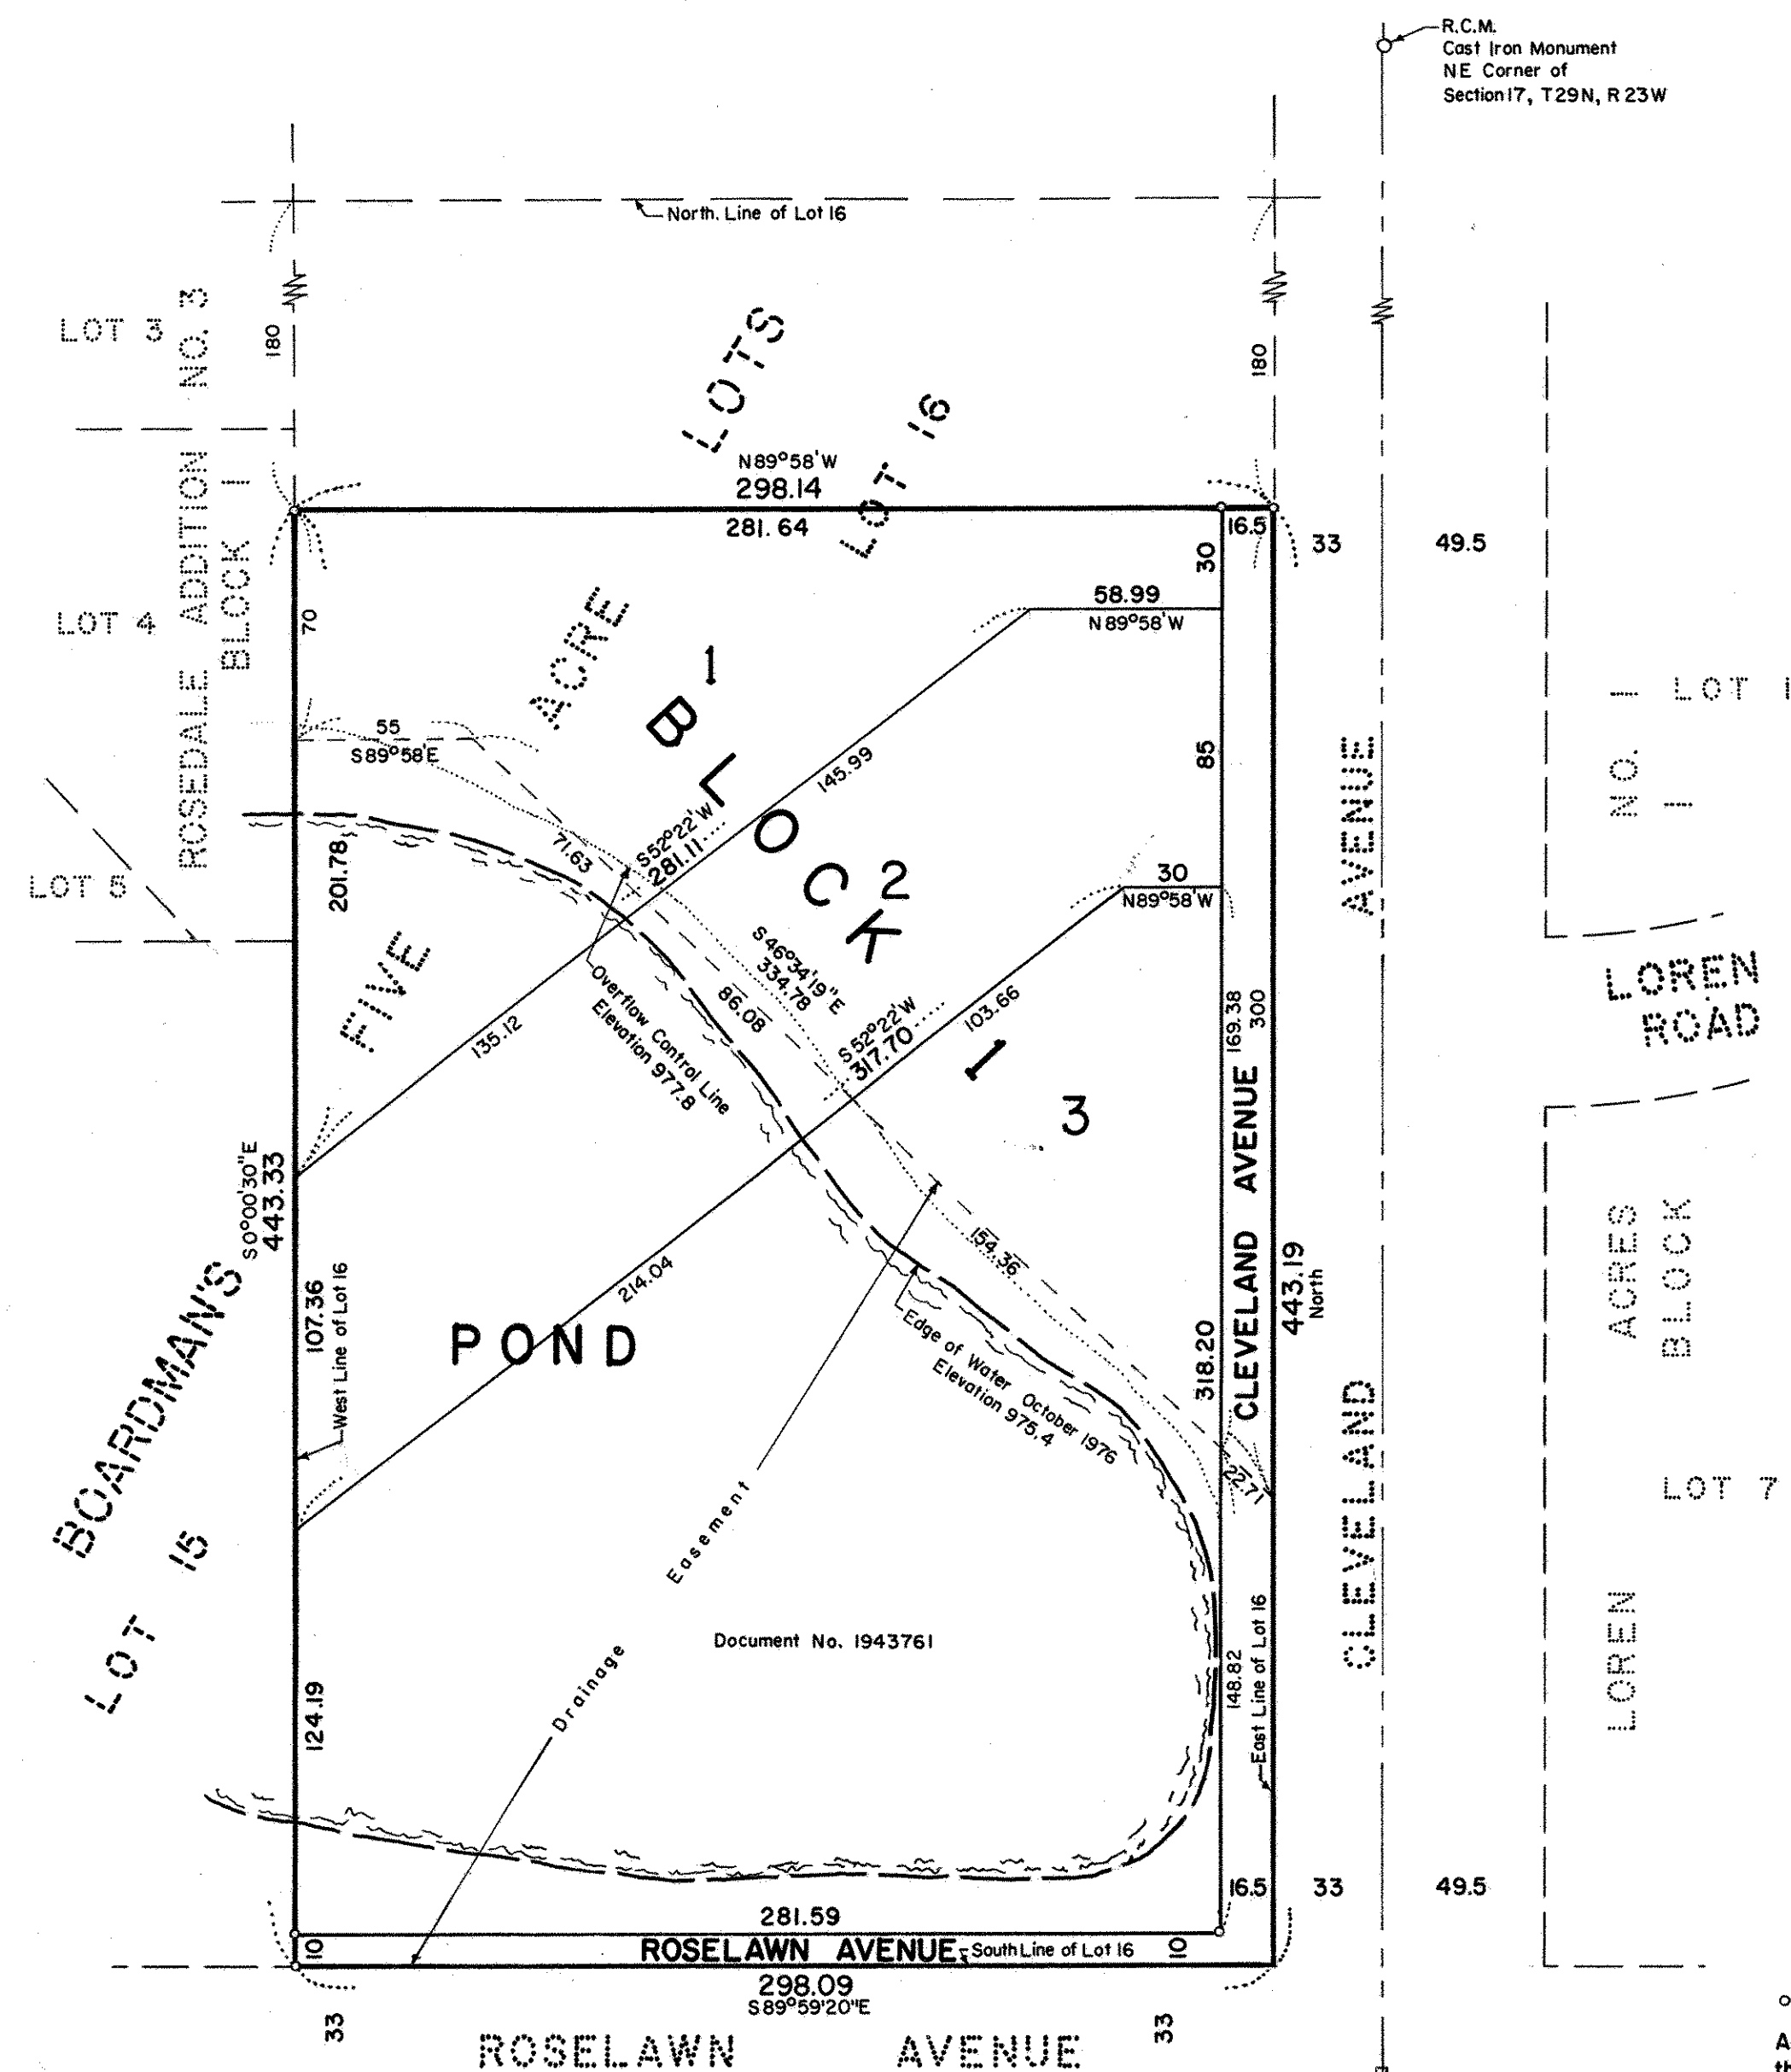 R.C.M.
Cast Iron Monument
NE Corner of
Section 17, T29N, R 23W
North. Line of Lot 16
LOT 3
ROSEDALE ADDITION NO. 3
BLOCK 1
180
180
LOTS
LOT 16
N89°58'W
298.14
281.64
16.5
33
49.5
30
58.99
N89°58'W
LOT 4
70
ACRE
1
BLOCK
LOT 1
NO. 1
1
55
S89°58'E
145.99
85
AVENUE
71.63
S52°22'W
281.11
2
30
N89°58'W
LOT 5
201.78
FIVE
S46°34'19"E
334.78
86.08
Overflow Control Line
Elevation 977.8
135.12
S52°22'W
317.70
103.66
1
3
169.38
300
LOREN
ROAD
S0°00'30"E
443.33
214.04
154.36
CLEVELAND AVENUE
443.19
North
318.20
ACRES
BLOCK
107.36
West Line of Lot 16
POND
Edge of Water October 1976
Elevation 975.4
22.71
BOARDMAN'S
LOT 15
Easement
CLEVELAND
LOT 7
LOREN
Document No. 1943761
Drainage
124.19
148.82
East Line of Lot 16
16.5
33
49.5
281.59
10
ROSELAWN AVENUE
South Line of Lot 16
10
298.09
S89°59'20"E
33
33
ROSELAWN AVENUE